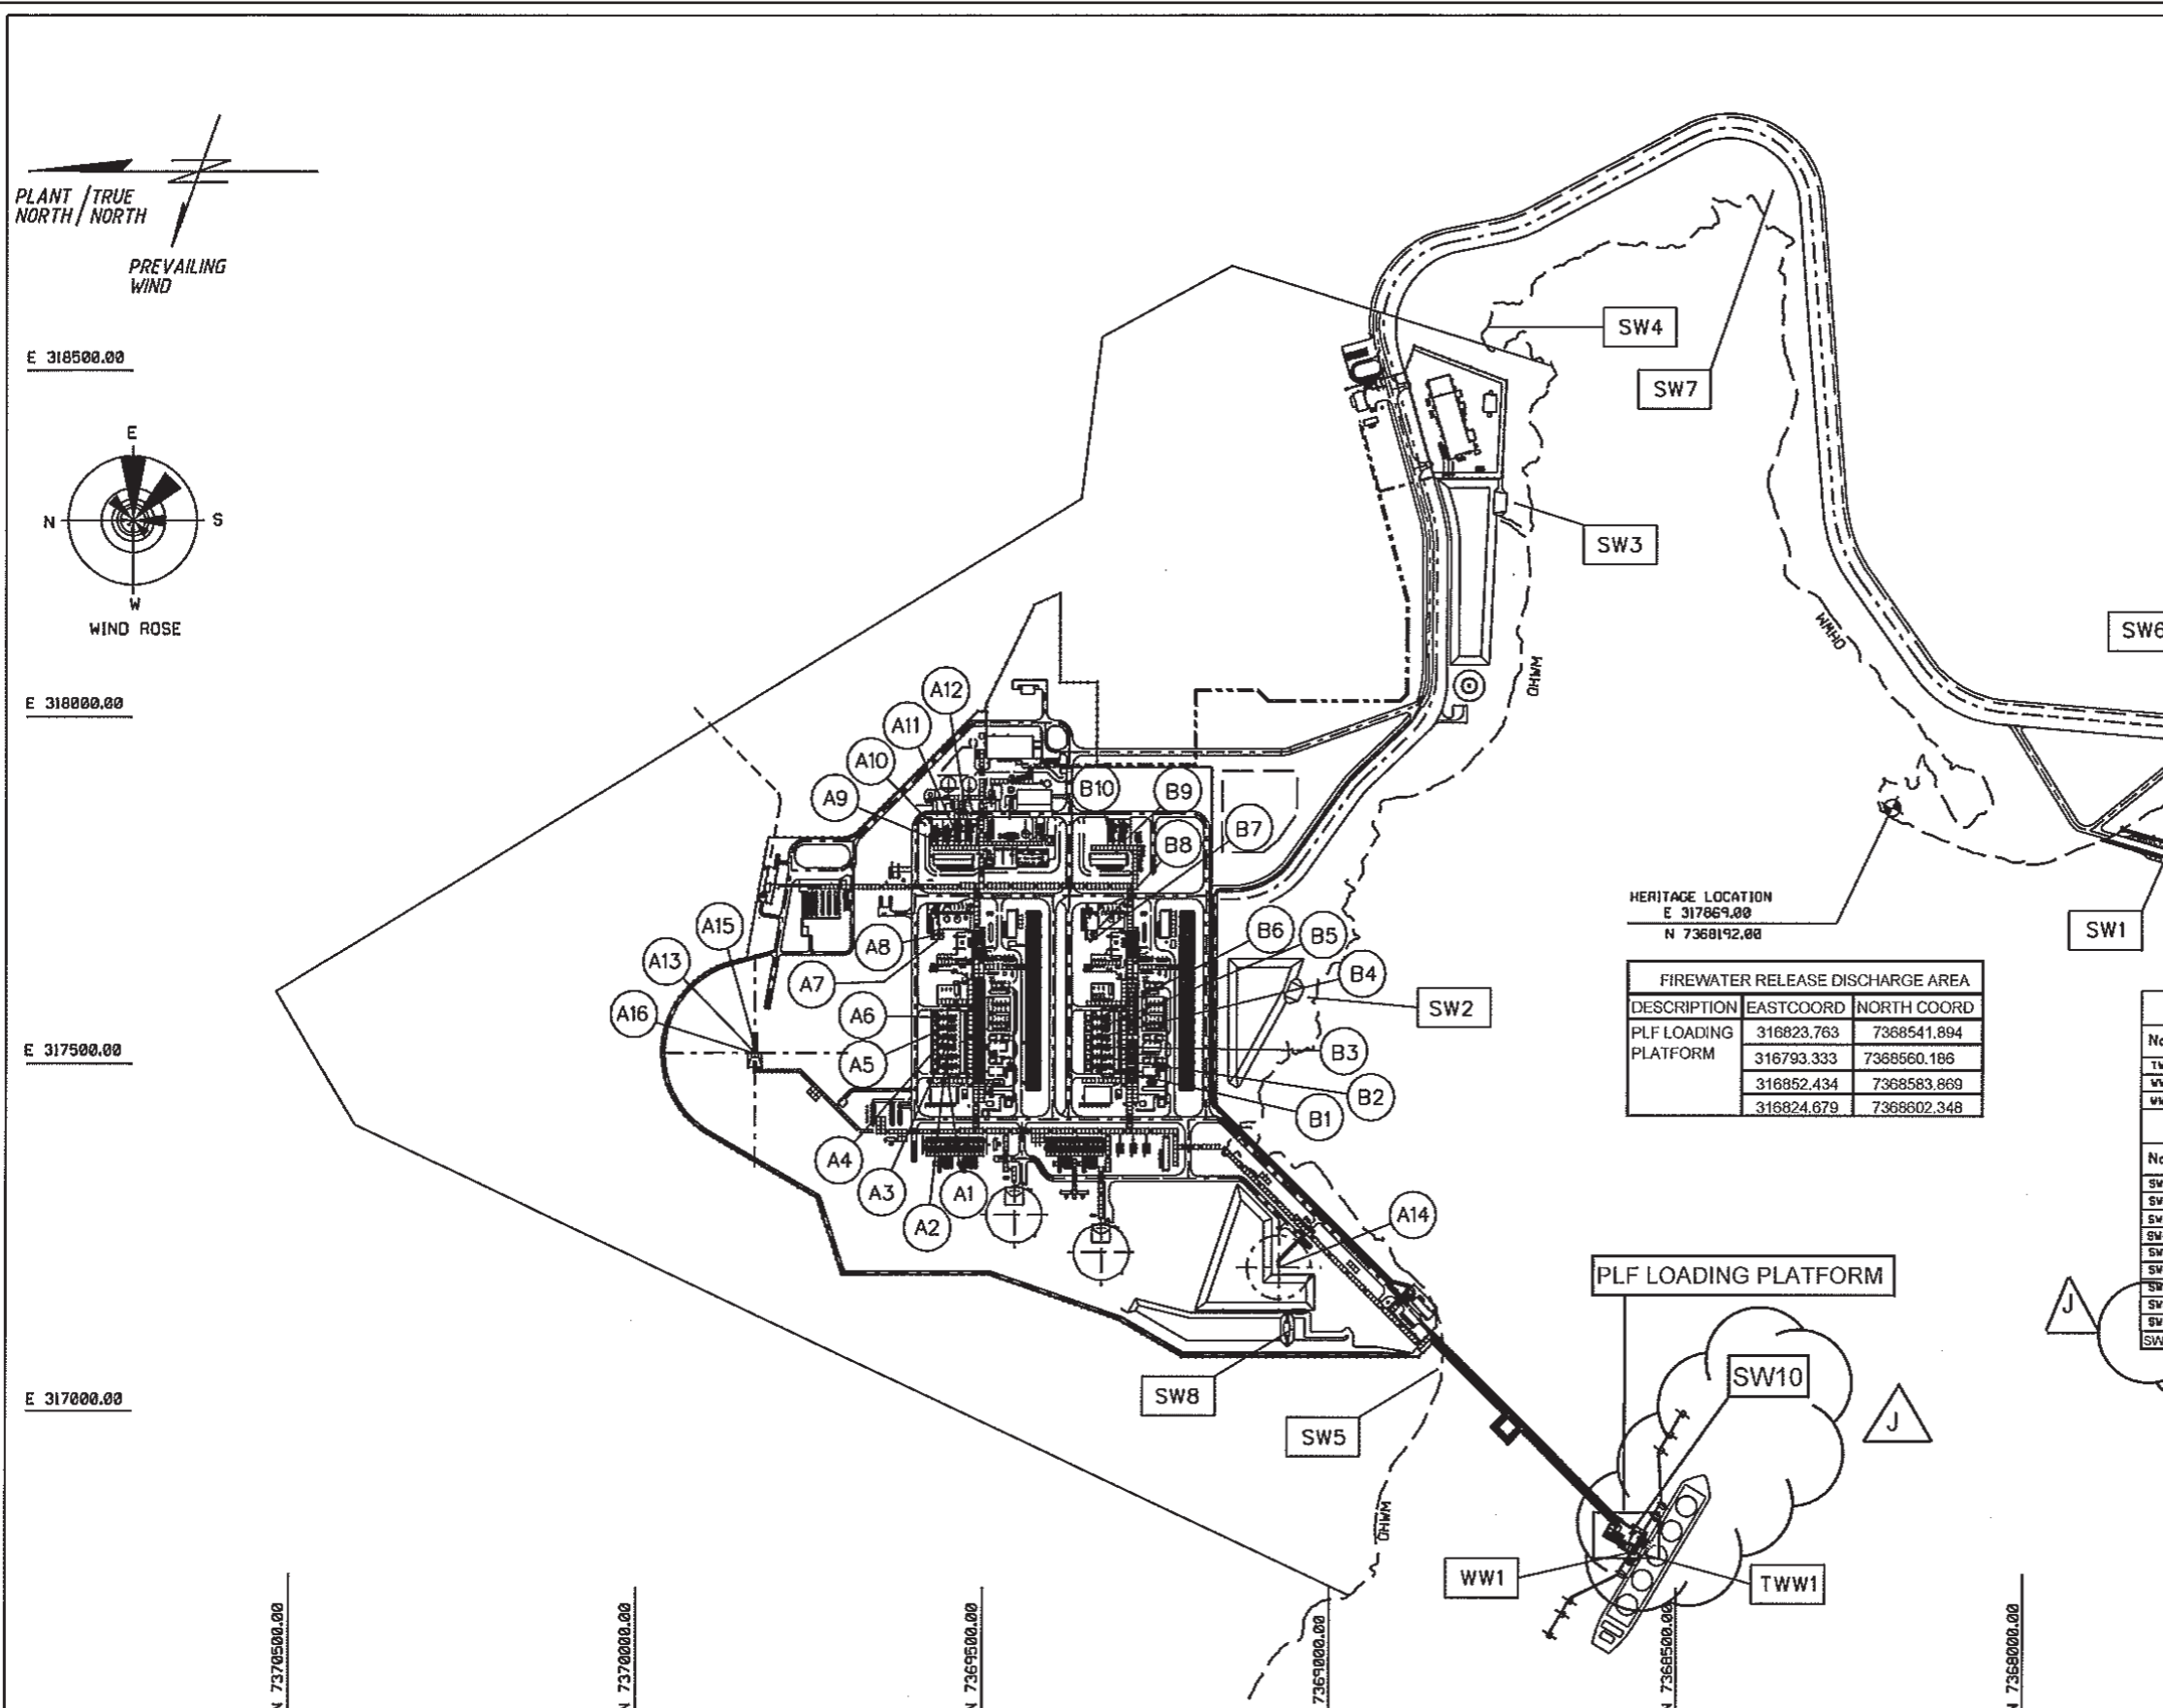 PLANT / TRUE
NORTH / NORTH
PREVAILING
WIND
E 318500.00
E
N
S
W
WIND ROSE
E 318000.00
E 317500.00
E 317000.00
SW4
SW7
SW3
OHWM
OHWM
SW6
A12
A11
A10
A9
B10
B9
B7
B8
A15
A13
A16
A8
A7
A6
A5
B6
B5
B4
B3
B2
B1
SW2
A4
A3
A2
A1
A14
HERITAGE LOCATION
E 317869.00
N 7368192.00
SW1
FIREWATER RELEASE DISCHARGE AREA
DESCRIPTION EASTCOORD NORTH COORD
PLF LOADING 316823.763 7368541.894
PLATFORM 316793.333 7368560.186
316852.434 7368583.869
316824.679 7368602.348
PLF LOADING PLATFORM
J
SW10
J
SW8
SW5
OHWM
WW1
TWW1
N 7370500.00
N 7370000.00
N 7369500.00
7369000.00
N 7368500.00
N 7368000.00